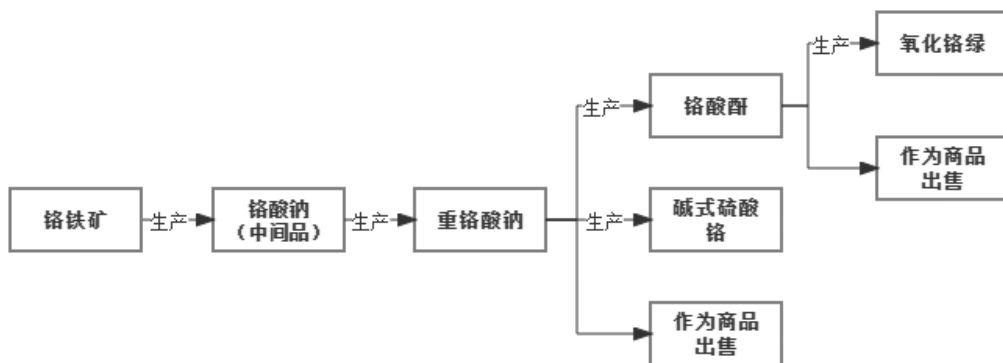 生产
氧化铬绿
生产
铬酸酐
作为商品
出售
铬铁矿
生产
铬酸钠
（中间品）
生产
重铬酸钠
生产
碱式硫酸
铬
作为商品
出售